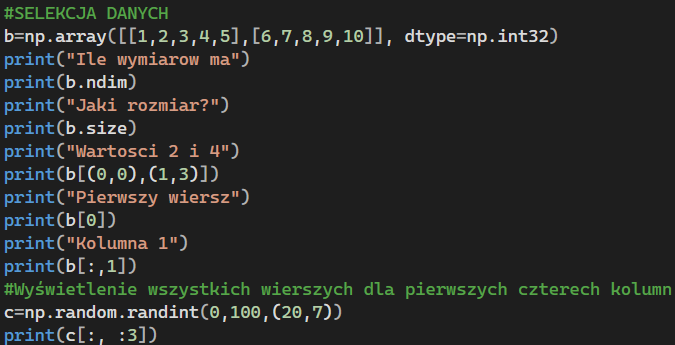 #SELEKCJA DANYCH
b=np.array([[1,2,3,4,5],[6,7,8,9,10]], dtype=np.int32)
print("Ile wymiarow ma")
print(b.ndim)
print("Jaki rozmiar?")
print(b.size)
print("Wartosci 2 i 4")
print(b[(0,0),(1,3)])
print("Pierwszy wiersz")
print(b[0])
print("Kolumna 1")
print(b[:,1])
#Wyświetlenie wszystkich wierszych dla pierwszych czterech kolumn
c=np.random.randint(0,100,(20,7))
print(c[:, :3])